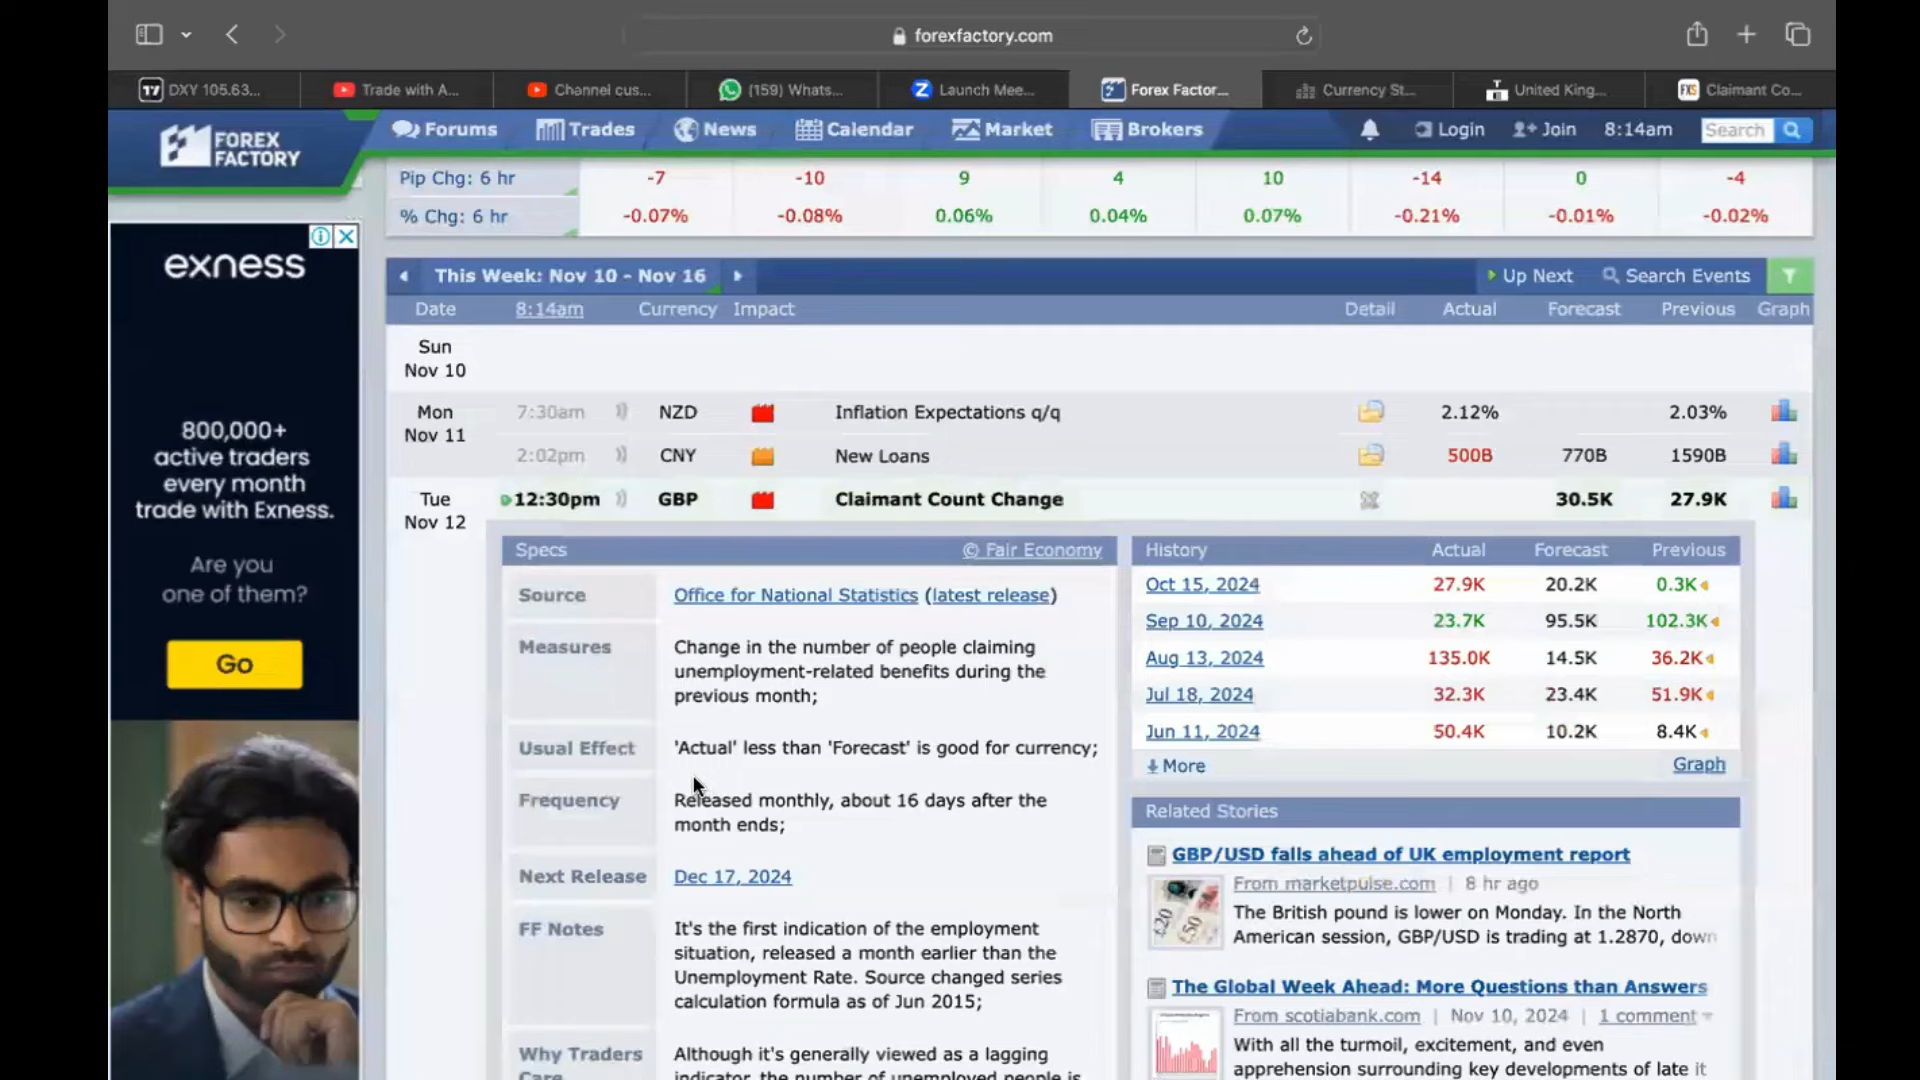 forexfactory.com
DXY 105.63...
Trade with A...
Channel cus...
(159) Whats...
Launch Mee...
Forex Factor...
Currency St...
United King...
Claimant Co...
FOREX
FACTORY
Forums
Trades
News
Calendar
Market
Brokers
Login
Join
8:14am
Search
Pip Chg: 6 hr -7 -10 9 4 10 -14 0 -4
% Chg: 6 hr -0.07% -0.08% 0.06% 0.04% 0.07% -0.21% -0.01% -0.02%
exness
800,000+
active traders
every month
trade with Exness.
Are you
one of them?
Go
This Week: Nov 10 - Nov 16
Up Next
Search Events
Date 8:14am Currency Impact Detail Actual Forecast Previous Graph
Sun
Nov 10
Mon
Nov 11
7:30am NZD Inflation Expectations q/q 2.12% 2.03%
2:02pm CNY New Loans 500B 770B 1590B
Tue
Nov 12
12:30pm GBP Claimant Count Change 30.5K 27.9K
Specs © Fair Economy
Source Office for National Statistics (latest release)
Measures Change in the number of people claiming
unemployment-related benefits during the
previous month;
Usual Effect 'Actual' less than 'Forecast' is good for currency;
Frequency Released monthly, about 16 days after the
month ends;
Next Release Dec 17, 2024
FF Notes It's the first indication of the employment
situation, released a month earlier than the
Unemployment Rate. Source changed series
calculation formula as of Jun 2015;
Why Traders
Care
Although it's generally viewed as a lagging
indicator, the number of unemployed people is
History Actual Forecast Previous
Oct 15, 2024 27.9K 20.2K 0.3K
Sep 10, 2024 23.7K 95.5K 102.3K
Aug 13, 2024 135.0K 14.5K 36.2K
Jul 18, 2024 32.3K 23.4K 51.9K
Jun 11, 2024 50.4K 10.2K 8.4K
More Graph
Related Stories
GBP/USD falls ahead of UK employment report
From marketpulse.com | 8 hr ago
The British pound is lower on Monday. In the North
American session, GBP/USD is trading at 1.2870, down
The Global Week Ahead: More Questions than Answers
From scotiabank.com | Nov 10, 2024 | 1 comment
With all the turmoil, excitement, and even
apprehension surrounding key developments of late it